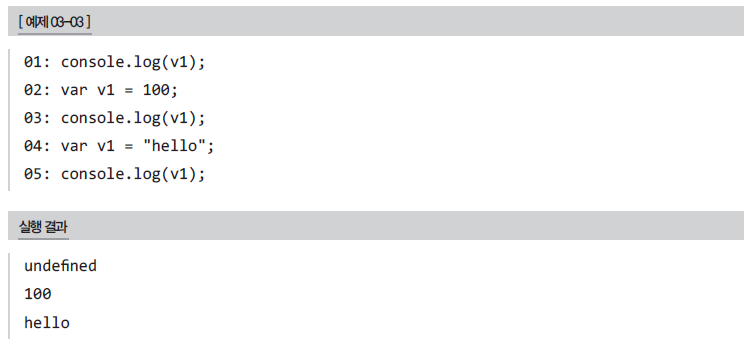 [ 예제 03-03 ]
01: console.log(v1);
02: var v1 = 100;
03: console.log(v1);
04: var v1 = "hello";
05: console.log(v1);
실행 결과
undefined
100
hello